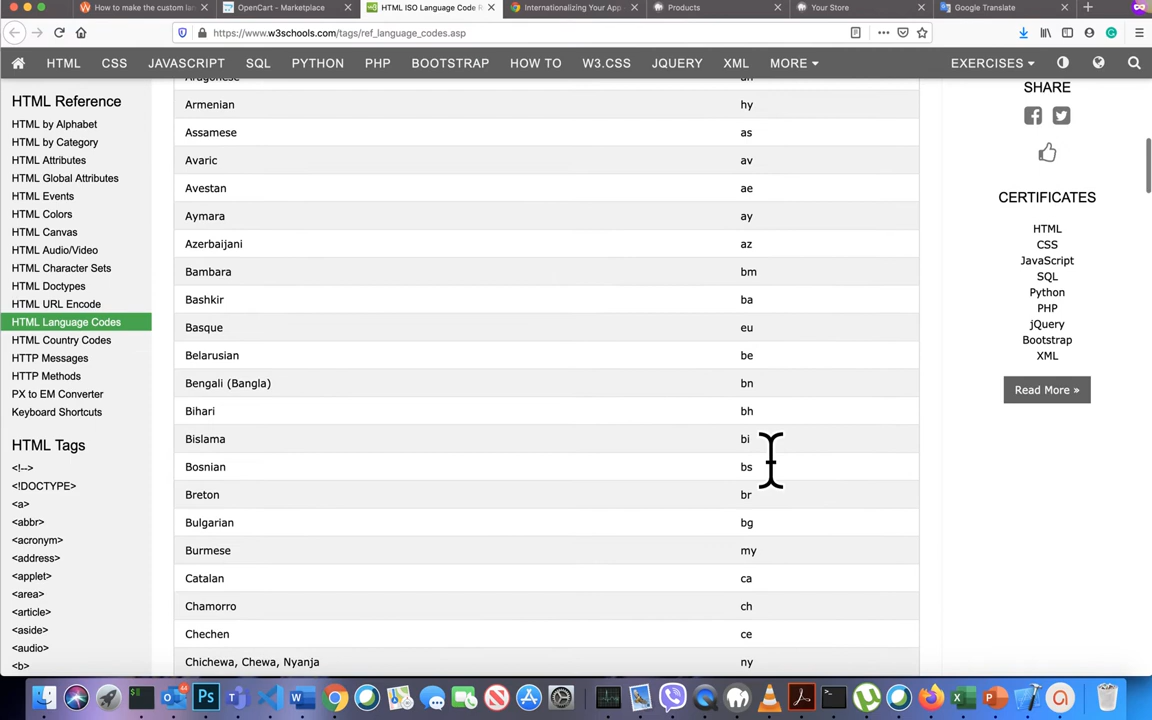 How to make the custom lan
OpenCart - Marketplace
HTML ISO Language Code R
Internationalizing Your App
Products
Your Store
Google Translate
https://www.w3schools.com/tags/ref_language_codes.asp
HTML CSS JAVASCRIPT SQL PYTHON PHP BOOTSTRAP HOW TO W3.CSS JQUERY XML MORE EXERCISES
HTML Reference
HTML by Alphabet
HTML by Category
HTML Attributes
HTML Global Attributes
HTML Events
HTML Colors
HTML Canvas
HTML Audio/Video
HTML Character Sets
HTML Doctypes
HTML URL Encode
HTML Language Codes
HTML Country Codes
HTTP Messages
HTTP Methods
PX to EM Converter
Keyboard Shortcuts
HTML Tags
<!-->
<!DOCTYPE>
<a>
<abbr>
<acronym>
<address>
<applet>
<area>
<article>
<aside>
<audio>
<b>
Aragonese an
Armenian hy
Assamese as
Avaric av
Avestan ae
Aymara ay
Azerbaijani az
Bambara bm
Bashkir ba
Basque eu
Belarusian be
Bengali (Bangla) bn
Bihari bh
Bislama bi
Bosnian bs
Breton br
Bulgarian bg
Burmese my
Catalan ca
Chamorro ch
Chechen ce
Chichewa, Chewa, Nyanja ny
SHARE
CERTIFICATES
HTML
CSS
JavaScript
SQL
Python
PHP
jQuery
Bootstrap
XML
Read More »